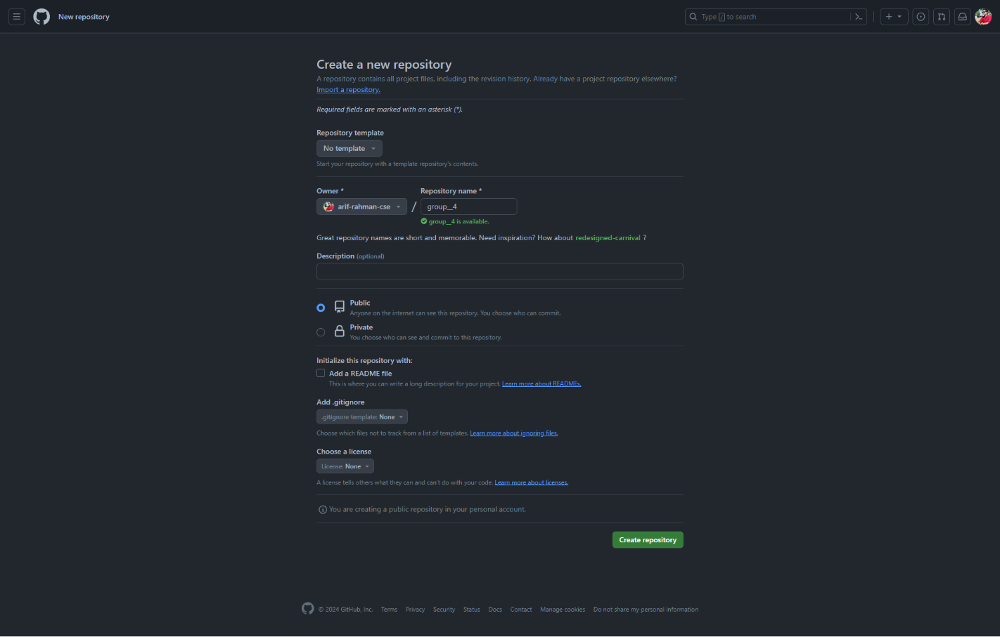 New repository
Type / to search
Create a new repository
A repository contains all project files, including the revision history. Already have a project repository elsewhere?
Import a repository.
Required fields are marked with an asterisk (*).
Repository template
No template
Start your repository with a template repository's contents.
Owner * Repository name *
arif-rahman-cse / group__4
group__4 is available.
Great repository names are short and memorable. Need inspiration? How about redesigned-carnival ?
Description (optional)
Public
Anyone on the internet can see this repository. You choose who can commit.
Private
You choose who can see and commit to this repository.
Initialize this repository with:
Add a README file
This is where you can write a long description for your project. Learn more about READMEs.
Add .gitignore
.gitignore template: None
Choose which files not to track from a list of templates. Learn more about ignoring files.
Choose a license
License: None
A license tells others what they can and can't do with your code. Learn more about licenses.
You are creating a public repository in your personal account.
Create repository
© 2024 GitHub, Inc. Terms Privacy Security Status Docs Contact Manage cookies Do not share my personal information